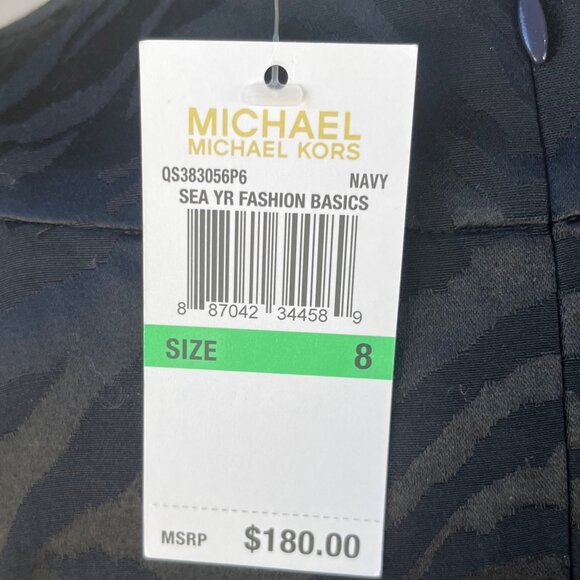 MICHAEL
MICHAEL KORS
QS383056P6 NAVY
SEA YR FASHION BASICS
8 87042 34458 9
SIZE 8
MSRP $180.00